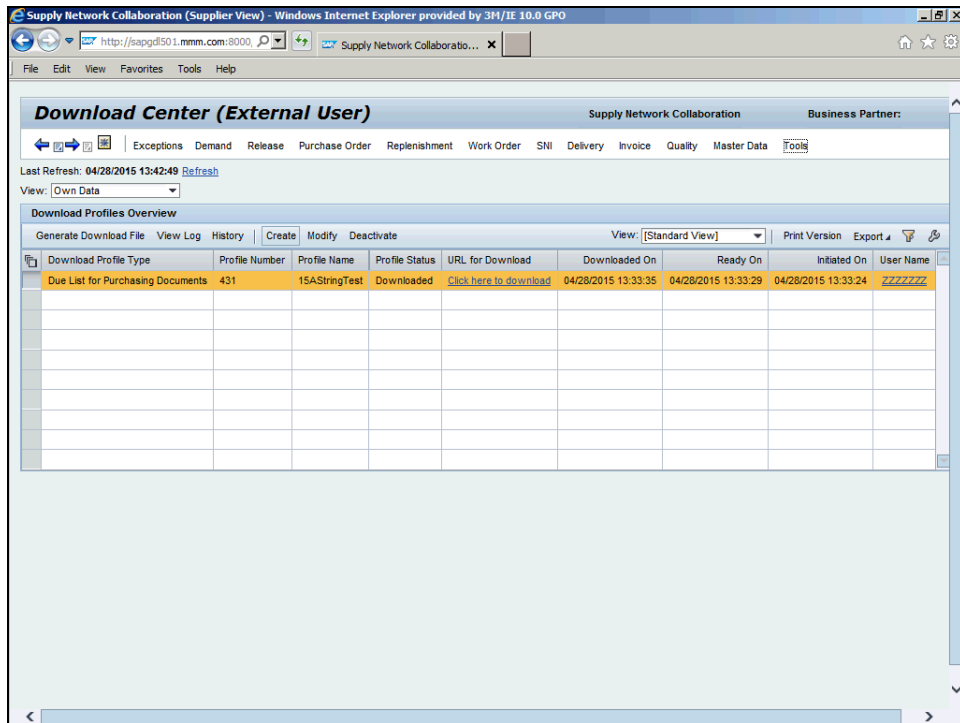 Supply Network Collaboration (Supplier View) - Windows Internet Explorer provided by 3M/IE 10.0 GPO
http://sapgdl501.mmm.com:8000, Supply Network Collaboratio... X
File Edit View Favorites Tools Help
Download Center (External User) Supply Network Collaboration Business Partner:
Exceptions Demand Release Purchase Order Replenishment Work Order SNI Delivery Invoice Quality Master Data Tools
Last Refresh: 04/28/2015 13:42:49 Refresh
View: Own Data
Download Profiles Overview
Generate Download File View Log History Create Modify Deactivate View: [Standard View] Print Version Export
Download Profile Type Profile Number Profile Name Profile Status URL for Download Downloaded On Ready On Initiated On User Name
Due List for Purchasing Documents 431 15AStringTest Downloaded Click here to download 04/28/2015 13:33:35 04/28/2015 13:33:29 04/28/2015 13:33:24 ZZZZZZZ